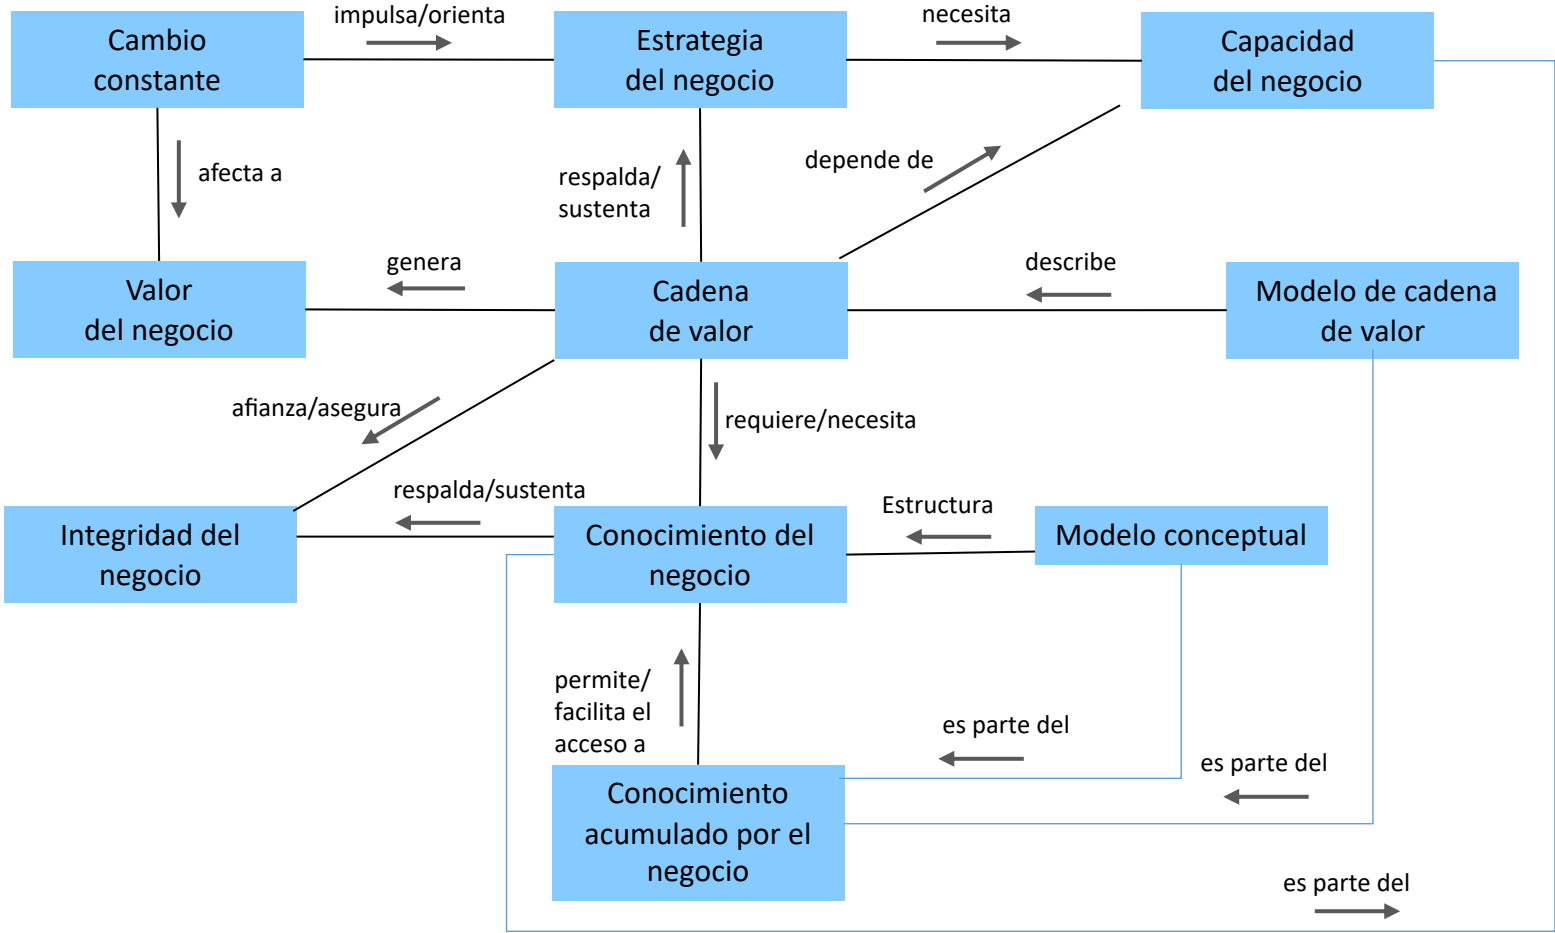 impulsa/orienta
necesita
Cambio
constante
Estrategia
del negocio
Capacidad
del negocio
afecta a
respalda/
sustenta
depende de
genera
describe
Valor
del negocio
Cadena
de valor
Modelo de cadena
de valor
afianza/asegura
requiere/necesita
respalda/sustenta
Estructura
Integridad del
negocio
Conocimiento del
negocio
Modelo conceptual
permite/
facilita el
acceso a
es parte del
es parte del
Conocimiento
acumulado por el
negocio
es parte del